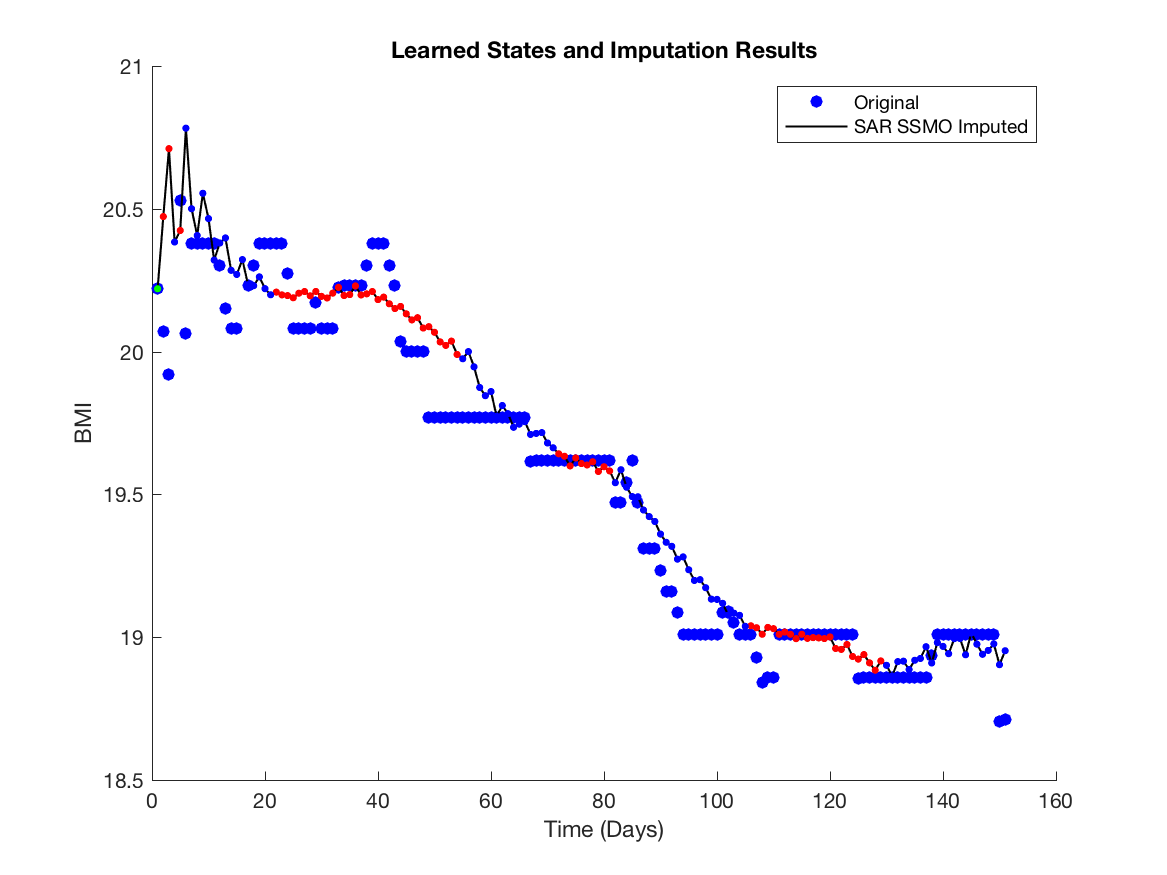 Learned States and Imputation Results
Original
SAR SSMO Imputed
BMI
21
20.5
20
19.5
19
18.5
0 20 40 60 80 100 120 140 160
Time (Days)